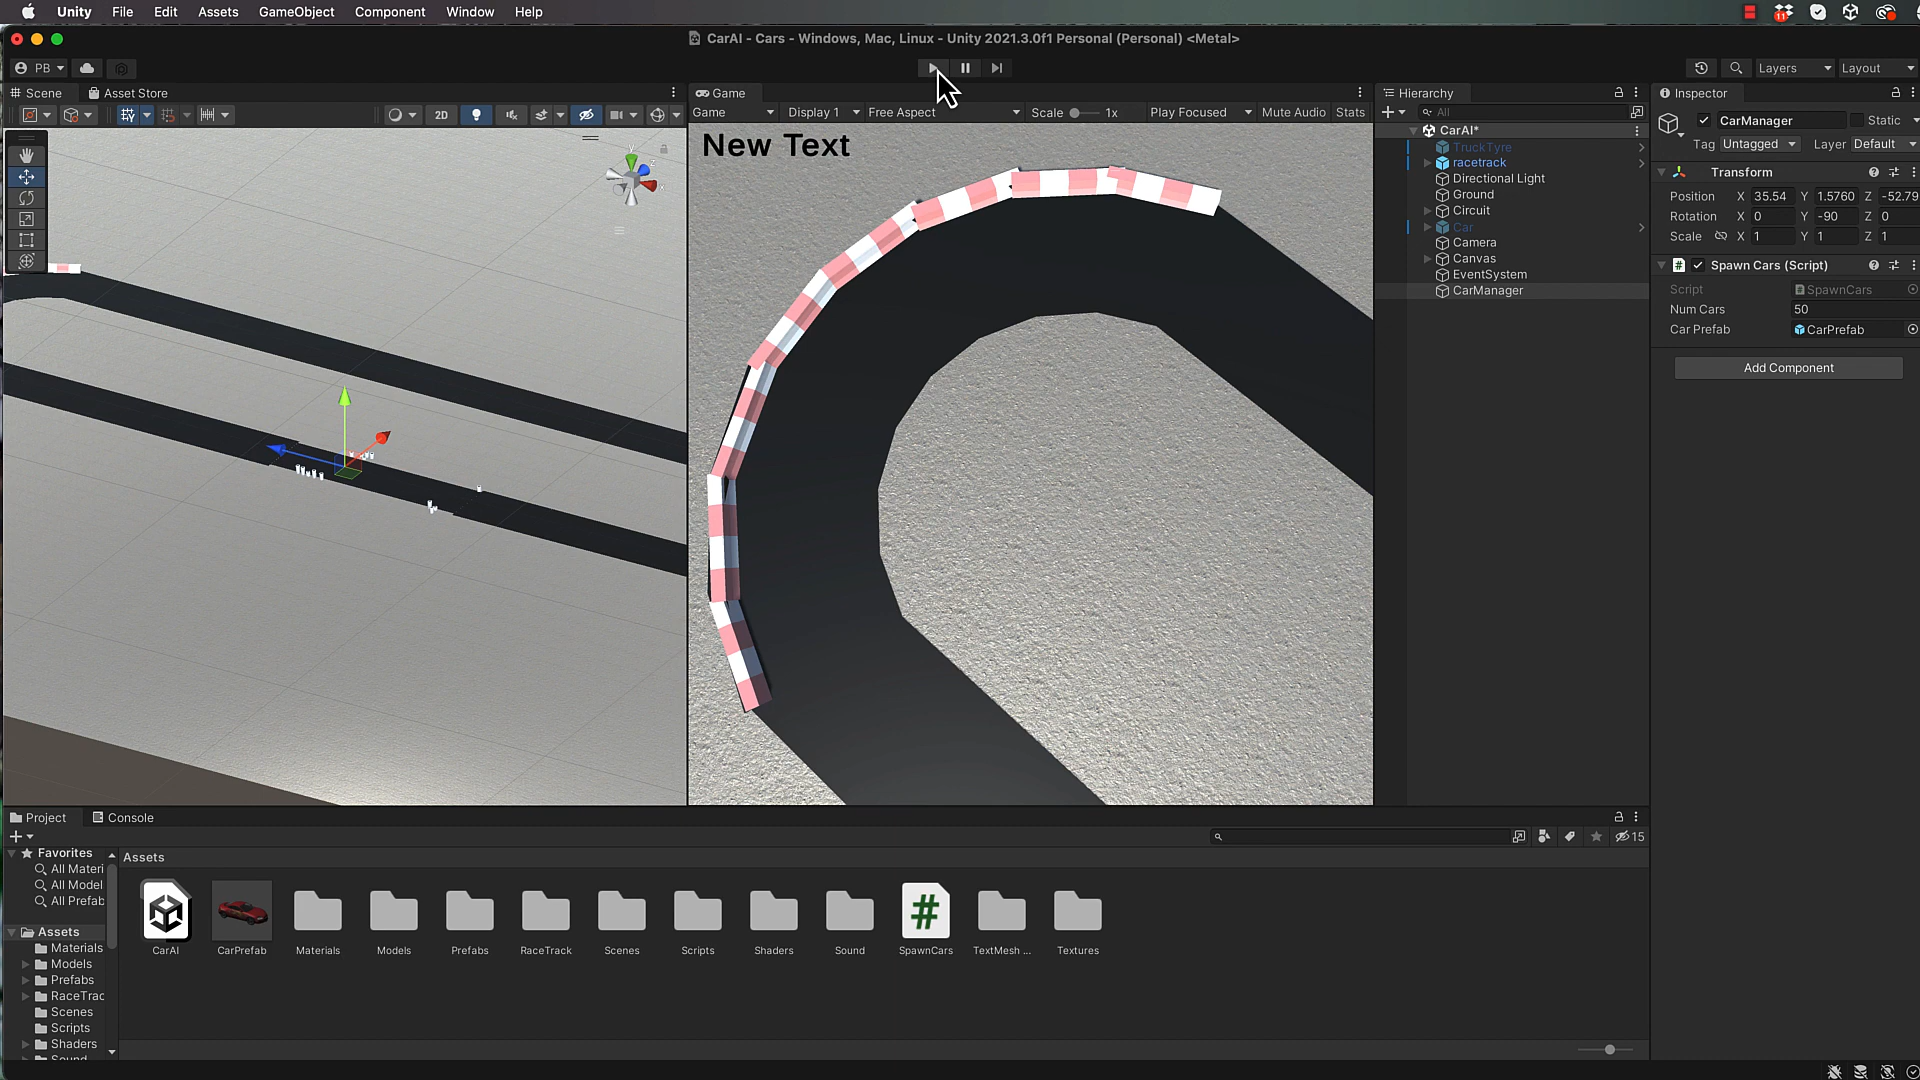 Unity File Edit Assets GameObject Component Window Help
11
CarAI - Cars - Windows, Mac, Linux - Unity 2021.3.0f1 Personal (Personal) <Metal>
PB Layers Layout
Scene Asset Store
2D
Game
Game Display 1 Free Aspect Scale 1x Play Focused Mute Audio Stats
New Text
y
z
x
Hierarchy
All
CarAI*
TruckTyre
racetrack
Directional Light
Ground
Circuit
Car
Camera
Canvas
EventSystem
CarManager
Inspector
CarManager Static
Tag Untagged Layer Default
Transform
Position X 35.54 Y 1.5760 Z -52.79
Rotation X 0 Y -90 Z 0
Scale X 1 Y 1 Z 1
# Spawn Cars (Script)
Script SpawnCars
Num Cars 50
Car Prefab CarPrefab
Add Component
Project Console
15
Favorites
All Materi
All Model
All Prefab
Assets
Materials
Models
Prefabs
RaceTrac
Scenes
Scripts
Shaders
Sound
Assets
#
CarAI CarPrefab Materials Models Prefabs RaceTrack Scenes Scripts Shaders Sound SpawnCars TextMesh ... Textures